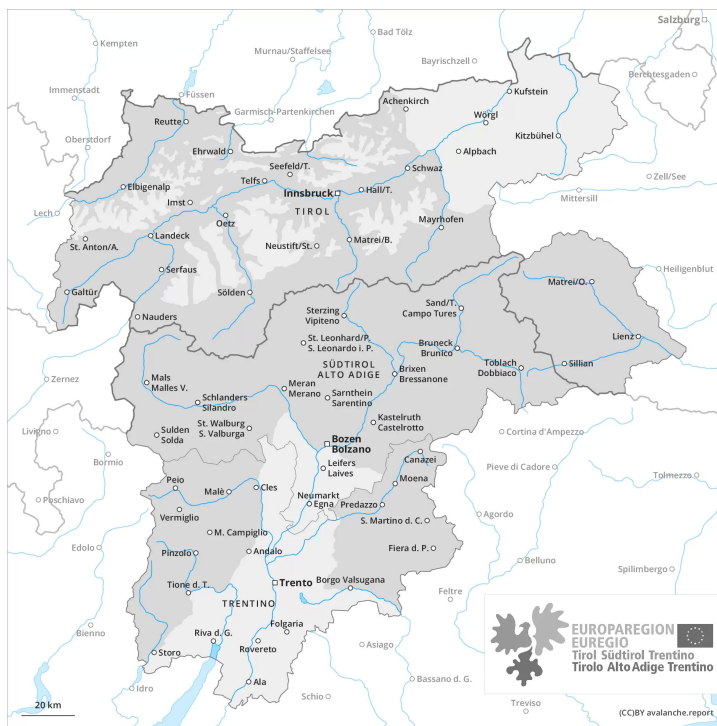 Salzburg
Kempten
Bad Tölz
Murnau/Staffelsee
Bayrischzell
Berchtesgaden
Immenstadt
Füssen
Garmisch-Partenkirchen
Achenkirch
Kufstein
Reutte
Wörgl
Oberstdorf
Kitzbühel
Ehrwald
Alpbach
Seefeld/T.
Schwaz
Zell/See
Telfs
Elbigenalp
Innsbruck
Hall/T.
Mittersill
Imst
TIROL
Lech
Oetz
Mayrhofen
Landeck
Matrei/B.
St. Anton/A.
Neustift/St.
Serfaus
Heiligenblut
Matrei/O.
Galtür
Sölden
Sand/T.
Campo Tures
Nauders
Sterzing
Vipiteno
Lienz
St. Leonhard/P.
S. Leonardo i. P.
Bruneck
Brunico
SÜDTIROL
ALTO ADIGE
Toblach
Dobbiaco
Sillian
Zernez
Mals
Malles V.
Meran
Merano
Brixen
Bressanone
Schlanders
Silandro
Sarnthein
Sarentino
St. Walburg
S. Valburga
Kastelruth
Castelrotto
Livigno
Sulden
Solda
Cortina d'Ampezzo
Bozen
Bolzano
Bormio
Canazei
Pieve di Cadore
Leifers
Laives
Tolmezzo
Peio
Malè
Cles
Moena
Poschiavo
Neumarkt
Egna
Predazzo
Vermiglio
Agordo
S. Martino d. C.
M. Campiglio
Edolo
Pinzolo
Andalo
Fiera d. P.
Belluno
Spilimbergo
Tione d. T.
Trento
Borgo Valsugana
Feltre
TRENTINO
Folgaria
Bienno
Riva d. G.
Rovereto
Asiago
Storo
Ala
Bassano d. G.
Idro
Schio
Treviso
20 km
EUROPAREGION
EUREGIO
Tirol Südtirol Trentino
Tirolo Alto Adige Trentino
(CC)BY avalanche.report